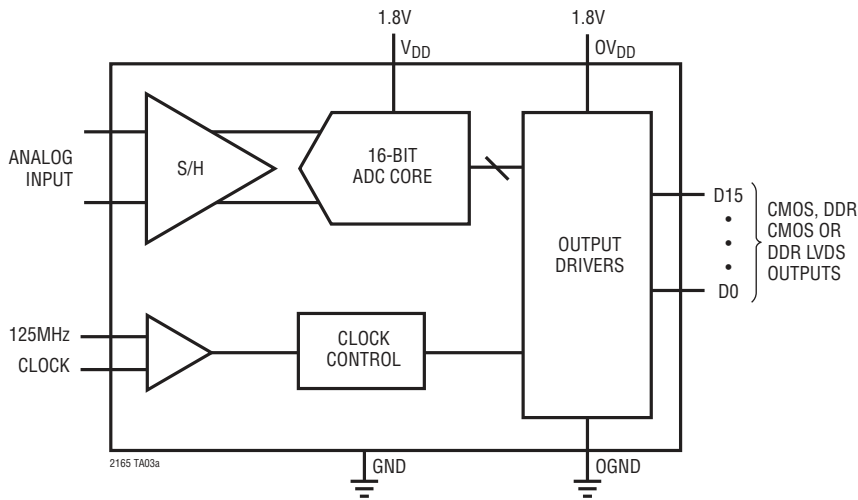 1.8V
1.8V
VDD
OVDD
ANALOG
INPUT
S/H
16-BIT
ADC CORE
OUTPUT
DRIVERS
D15
•
•
•
D0
CMOS, DDR
CMOS OR
DDR LVDS
OUTPUTS
125MHz
CLOCK
CLOCK
CONTROL
2165 TA03a
GND
OGND